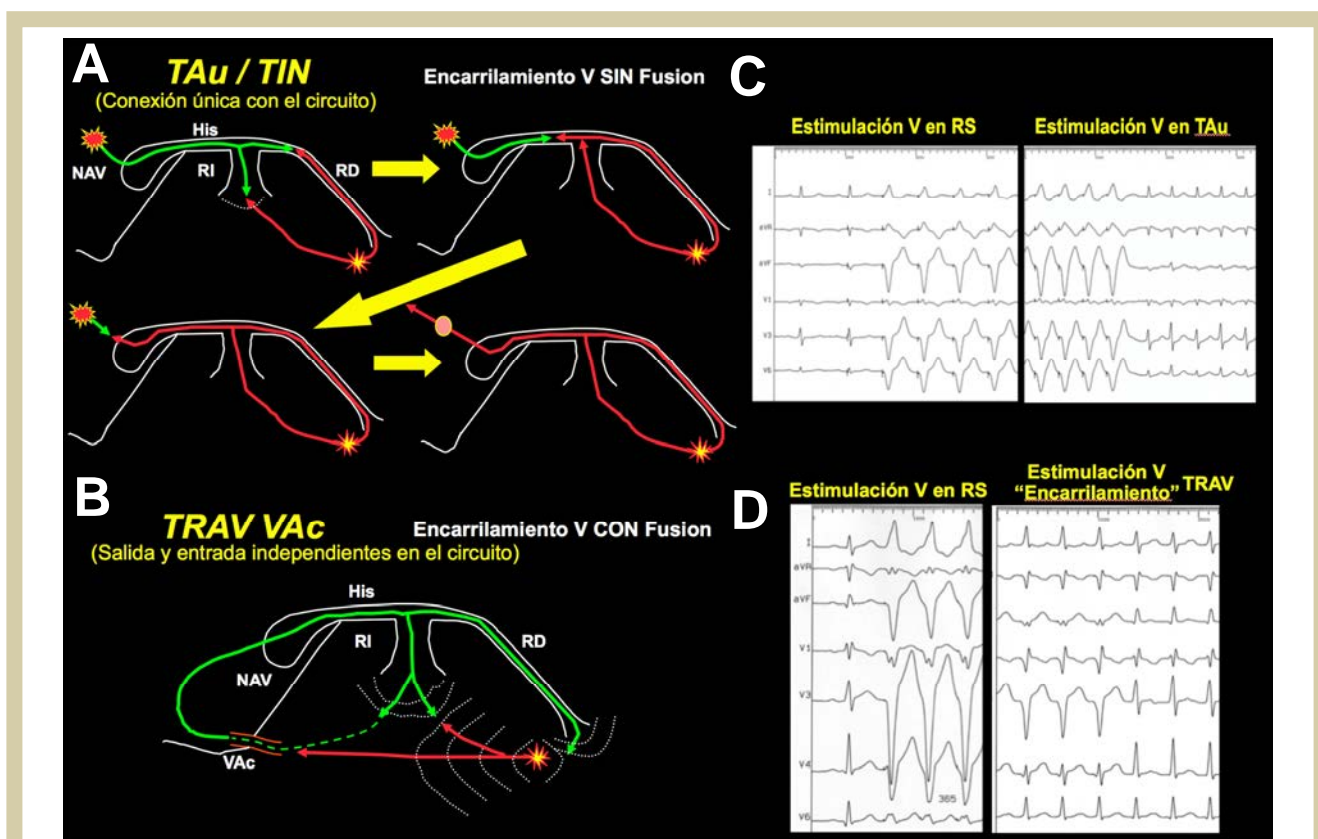 A
TAu / TIN
(Conexión única con el circuito)
Encarrilamiento V SIN Fusion
His
NAV
RI
RD
B
TRAV VAc
(Salida y entrada independientes en el circuito)
Encarrilamiento V CON Fusion
His
RI
RD
NAV
VAc
C
Estimulación V en RS
Estimulación V en TAu
I
aVR
aVF
V1
V3
V6
D
Estimulación V en RS
Estimulación V
“Encarrilamiento” TRAV
I
aVR
aVF
V1
V3
V4
365
V6